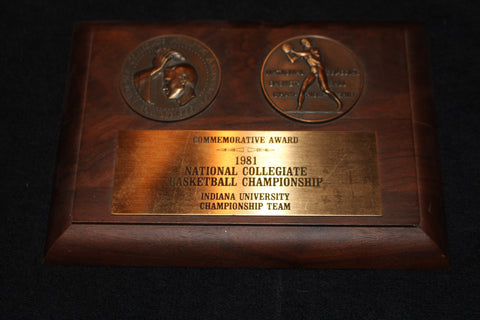 COMMEMORATIVE AWARD
1981
NATIONAL COLLEGIATE
BASKETBALL CHAMPIONSHIP
INDIANA UNIVERSITY
CHAMPIONSHIP TEAM